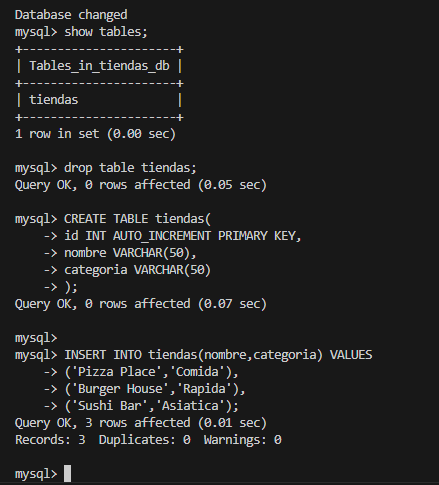 Database changed
mysql> show tables;
+---------------------+
| Tables_in_tiendas_db |
+---------------------+
| tiendas             |
+---------------------+
1 row in set (0.00 sec)

mysql> drop table tiendas;
Query OK, 0 rows affected (0.05 sec)

mysql> CREATE TABLE tiendas(
    -> id INT AUTO_INCREMENT PRIMARY KEY,
    -> nombre VARCHAR(50),
    -> categoria VARCHAR(50)
    -> );
Query OK, 0 rows affected (0.07 sec)

mysql>
mysql> INSERT INTO tiendas(nombre,categoria) VALUES
    -> ('Pizza Place','Comida'),
    -> ('Burger House','Rapida'),
    -> ('Sushi Bar','Asiatica');
Query OK, 3 rows affected (0.01 sec)
Records: 3  Duplicates: 0  Warnings: 0

mysql>